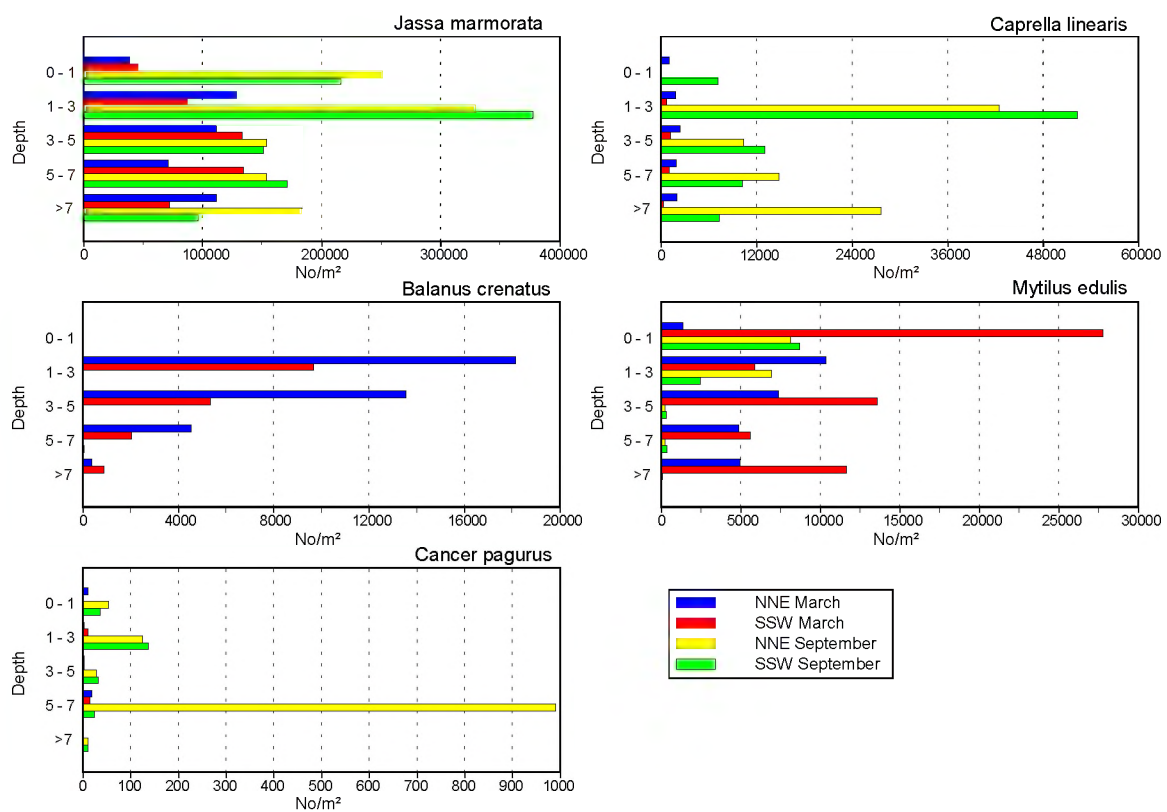 Jassa marmorata
Depth
0 - 1
1 - 3
3 - 5
5 - 7
>7
0 100000 200000 300000 400000
No/m²
Caprella linearis
Depth
0 - 1
1 - 3
3 - 5
5 - 7
>7
0 12000 24000 36000 48000 60000
No/m²
Balanus crenatus
Depth
0 - 1
1 - 3
3 - 5
5 - 7
>7
0 4000 8000 12000 16000 20000
No/m²
Mytilus edulis
Depth
0 - 1
1 - 3
3 - 5
5 - 7
>7
0 5000 10000 15000 20000 25000 30000
No/m²
Cancer pagurus
Depth
0 - 1
1 - 3
3 - 5
5 - 7
>7
0 100 200 300 400 500 600 700 800 900 1000
No/m²
NNE March
SSW March
NNE September
SSW September